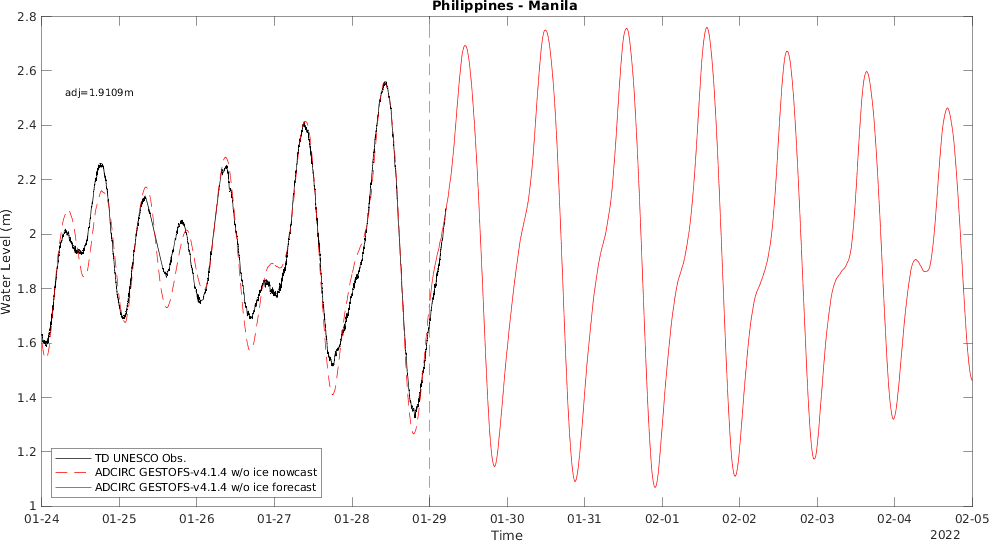 Philippines - Manila
2.8
2.6
2.4
2.2
2
1.8
1.6
1.4
1.2
1
Water Level (m)
adj=1.9109m
TD UNESCO Obs.
ADCIRC GESTOFS-v4.1.4 w/o ice nowcast
ADCIRC GESTOFS-v4.1.4 w/o ice forecast
01-24 01-25 01-26 01-27 01-28 01-29 01-30 01-31 02-01 02-02 02-03 02-04 02-05
Time
2022